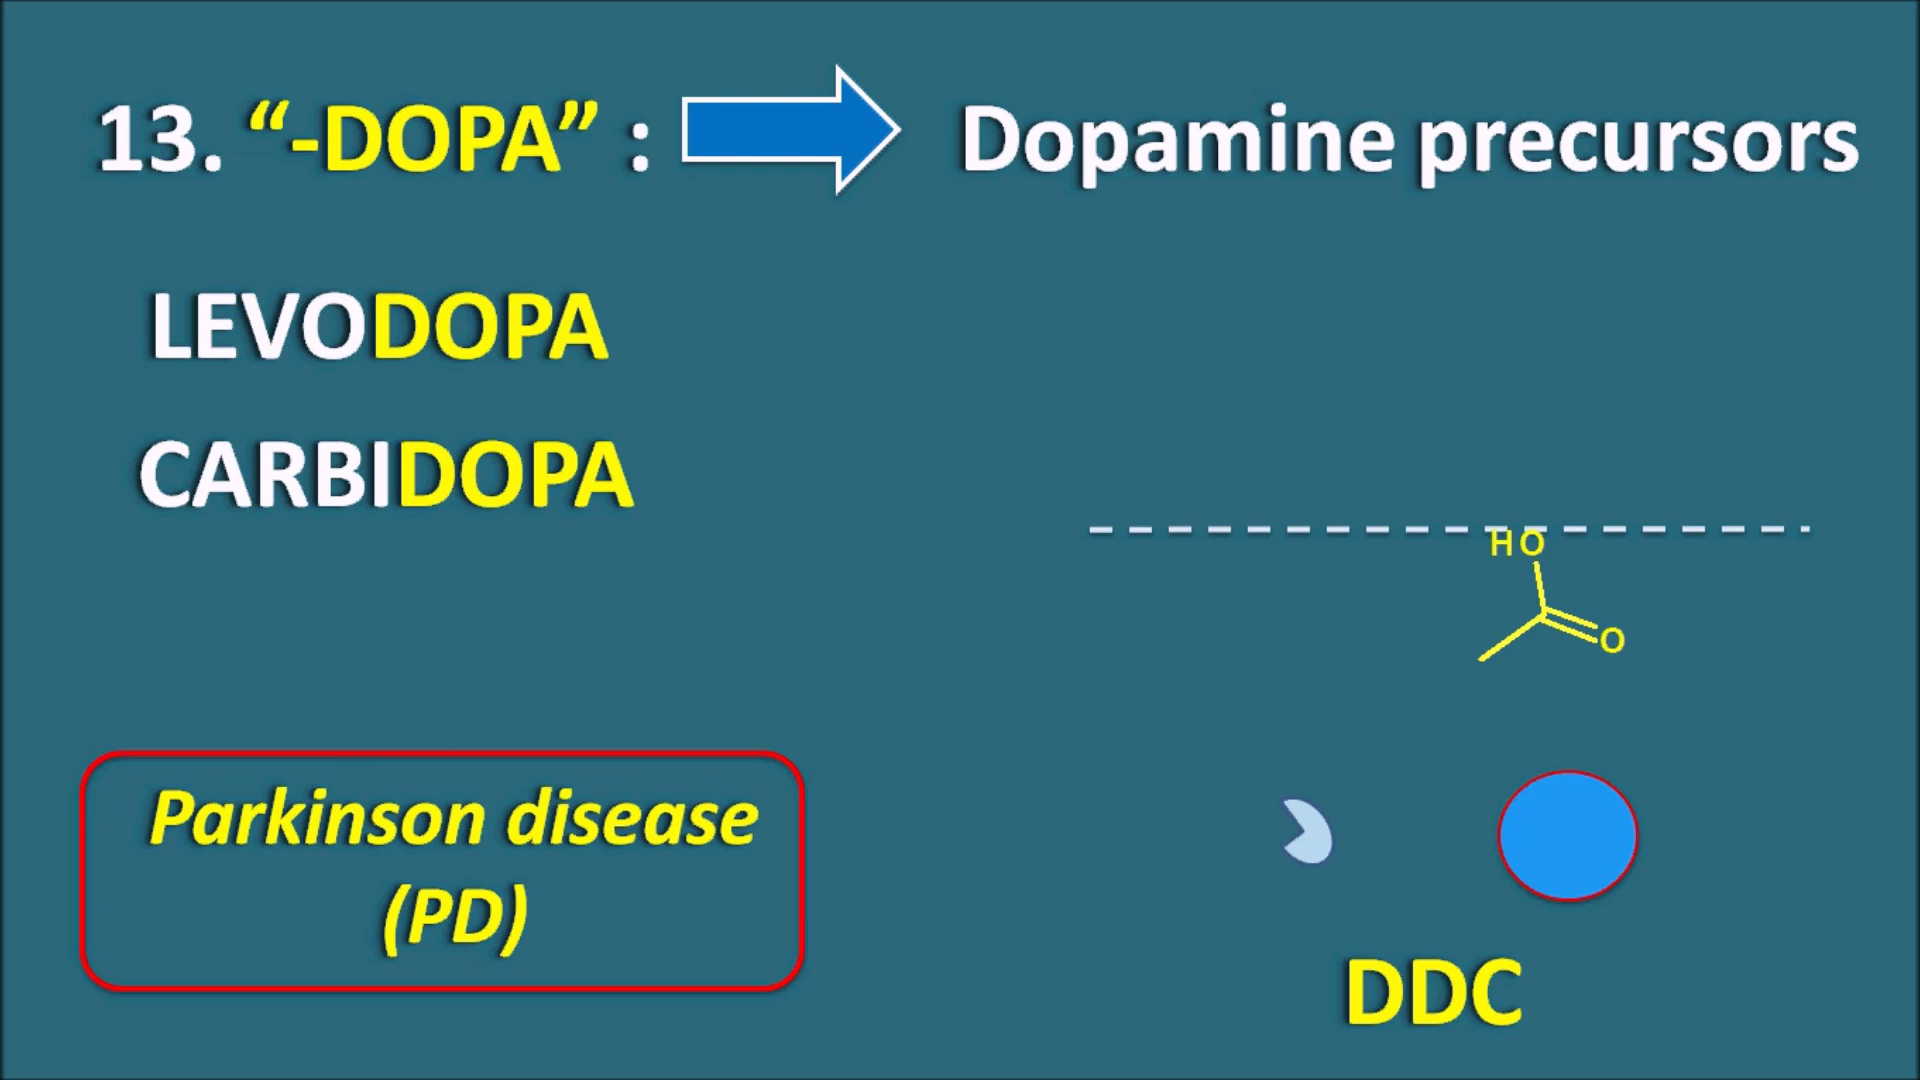 13. “-DOPA” : Dopamine precursors
LEVODOPA
CARBIDOPA
HO
O
Parkinson disease
(PD)
DDC